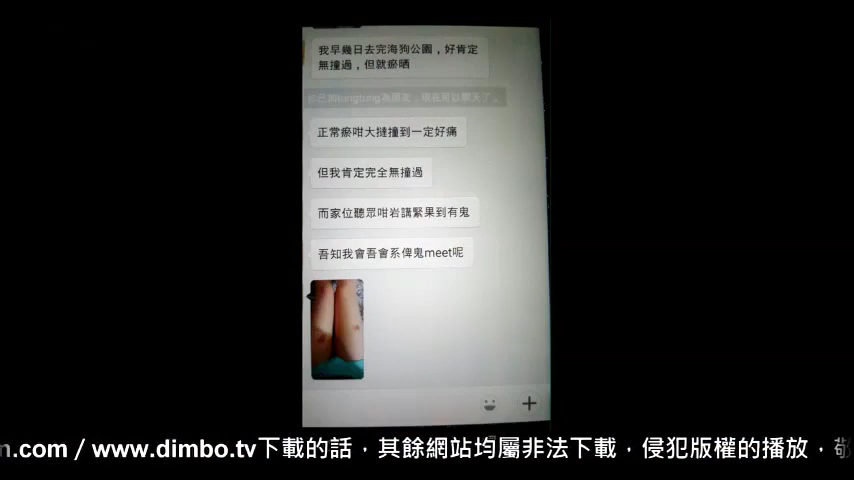 我早幾日去完海狗公園，好肯定
無撞過，但就瘀晒
正常瘀咁大撻撞到一定好痛
但我肯定完全無撞過
而家位聽眾咁岩講緊果到有鬼
吾知我會吾會系俾鬼meet呢
n.com / www.dimbo.tv下載的話，其餘網站均屬非法下載，侵犯版權的播放，敬